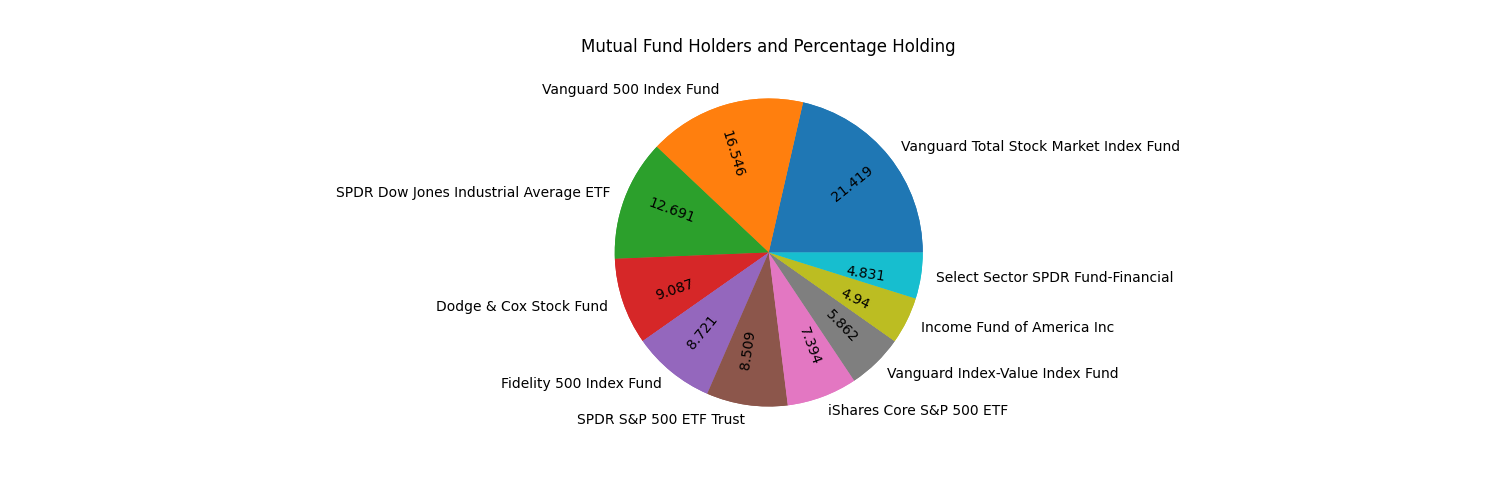 Mutual Fund Holders and Percentage Holding
Vanguard 500 Index Fund
16.546
Vanguard Total Stock Market Index Fund
21.419
SPDR Dow Jones Industrial Average ETF
12.691
Dodge & Cox Stock Fund
9.087
Fidelity 500 Index Fund
8.721
SPDR S&P 500 ETF Trust
8.509
iShares Core S&P 500 ETF
7.394
Vanguard Index-Value Index Fund
5.862
Income Fund of America Inc
4.94
Select Sector SPDR Fund-Financial
4.831